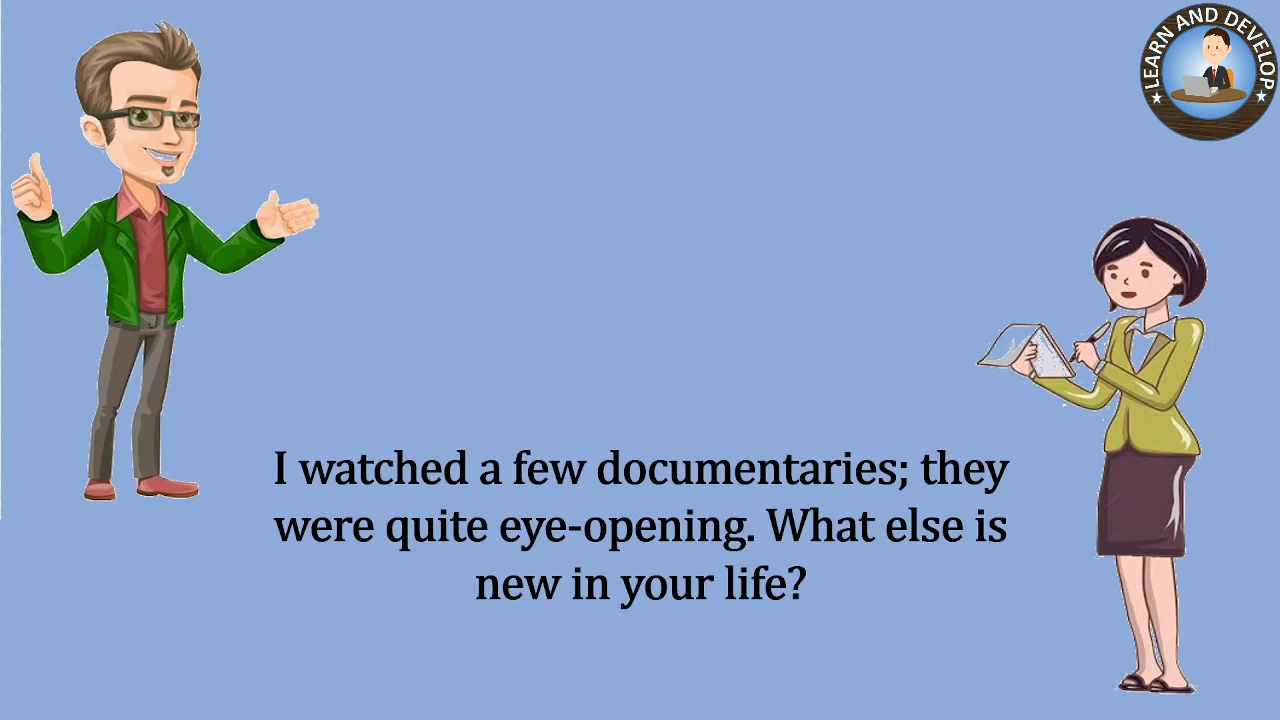 LEARN AND DEVELOP
I watched a few documentaries; they
were quite eye-opening. What else is
new in your life?